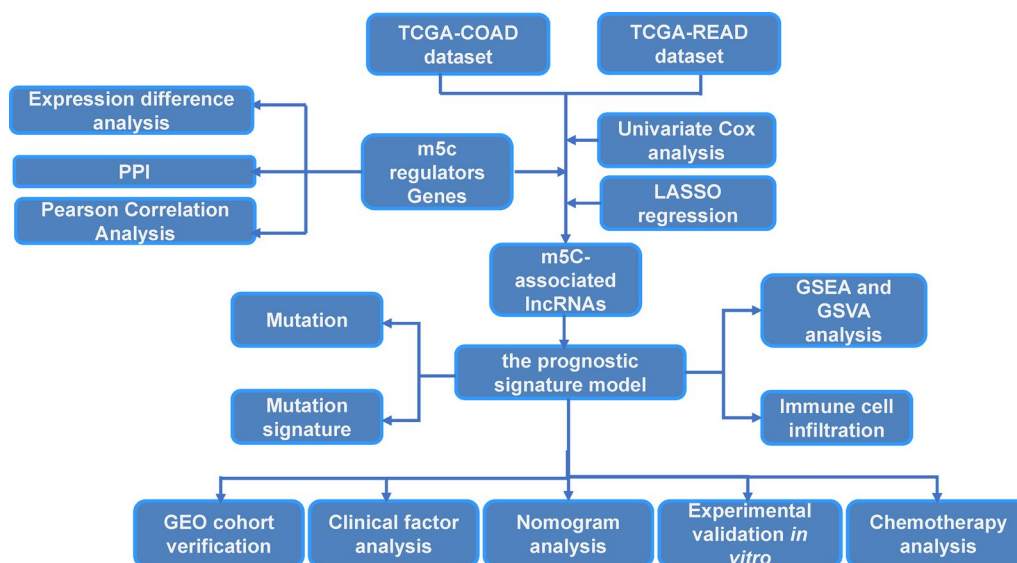 TCGA-COAD
dataset
TCGA-READ
dataset
Expression difference
analysis
PPI
Pearson Correlation
Analysis
m5c
regulators
Genes
Univariate Cox
analysis
LASSO
regression
m5C-
associated
lncRNAs
Mutation
Mutation
signature
the prognostic
signature model
GSEA and
GSVA
analysis
Immune cell
infiltration
GEO cohort
verification
Clinical factor
analysis
Nomogram
analysis
Experimental
validation in
vitro
Chemotherapy
analysis